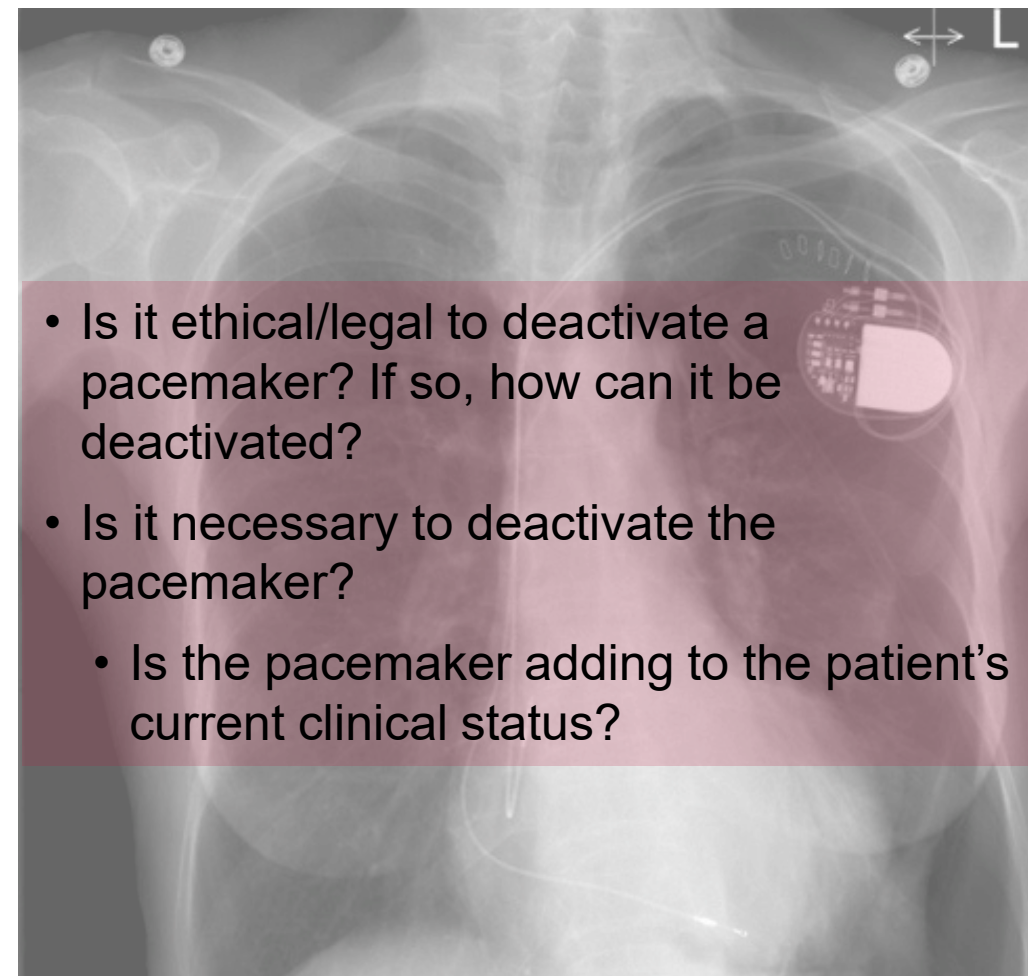 L
• Is it ethical/legal to deactivate a
pacemaker? If so, how can it be
deactivated?
• Is it necessary to deactivate the
pacemaker?
• Is the pacemaker adding to the patient’s
current clinical status?